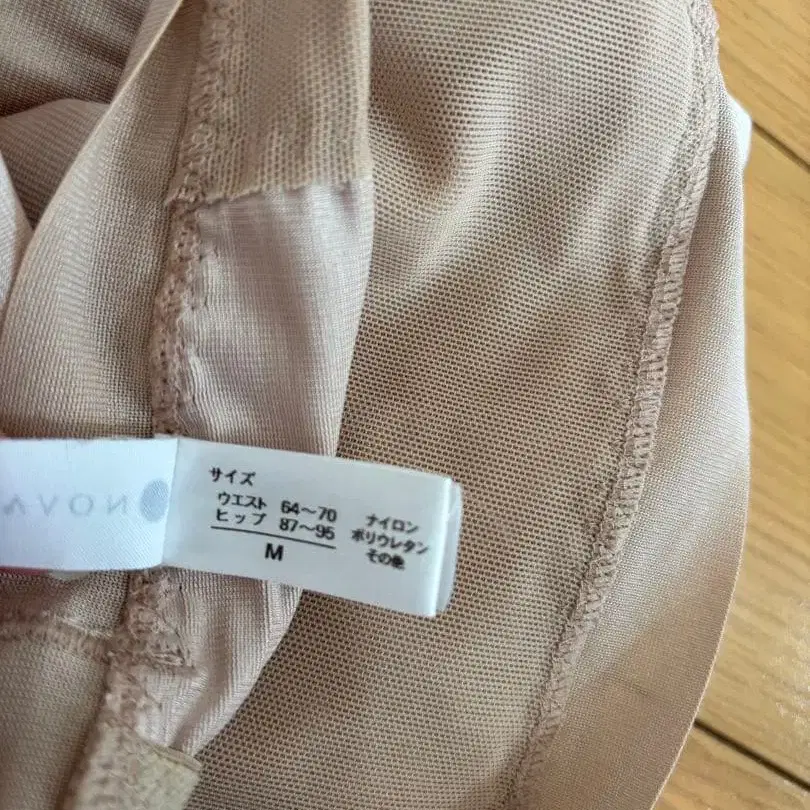 サイズ
ウエスト 64～70
ヒップ 87～95
M
ナイロン
ポリウレタン
その他